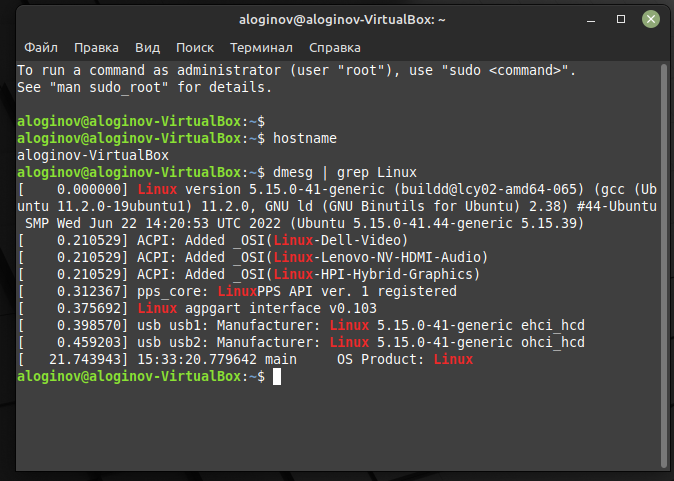 aloginov@aloginov-VirtualBox: ~
Файл Правка Вид Поиск Терминал Справка
To run a command as administrator (user "root"), use "sudo <command>".
See "man sudo_root" for details.
aloginov@aloginov-VirtualBox:~$
aloginov@aloginov-VirtualBox:~$ hostname
aloginov-VirtualBox
aloginov@aloginov-VirtualBox:~$ dmesg | grep Linux
[    0.000000] Linux version 5.15.0-41-generic (buildd@lcy02-amd64-065) (gcc (Ub
untu 11.2.0-19ubuntu1) 11.2.0, GNU ld (GNU Binutils for Ubuntu) 2.38) #44-Ubuntu
 SMP Wed Jun 22 14:20:53 UTC 2022 (Ubuntu 5.15.0-41.44-generic 5.15.39)
[    0.210529] ACPI: Added _OSI(Linux-Dell-Video)
[    0.210529] ACPI: Added _OSI(Linux-Lenovo-NV-HDMI-Audio)
[    0.210529] ACPI: Added _OSI(Linux-HPI-Hybrid-Graphics)
[    0.312367] pps_core: LinuxPPS API ver. 1 registered
[    0.375692] Linux agpgart interface v0.103
[    0.398570] usb usb1: Manufacturer: Linux 5.15.0-41-generic ehci_hcd
[    0.459203] usb usb2: Manufacturer: Linux 5.15.0-41-generic ohci_hcd
[   21.743943] 15:33:20.779642 main     OS Product: Linux
aloginov@aloginov-VirtualBox:~$